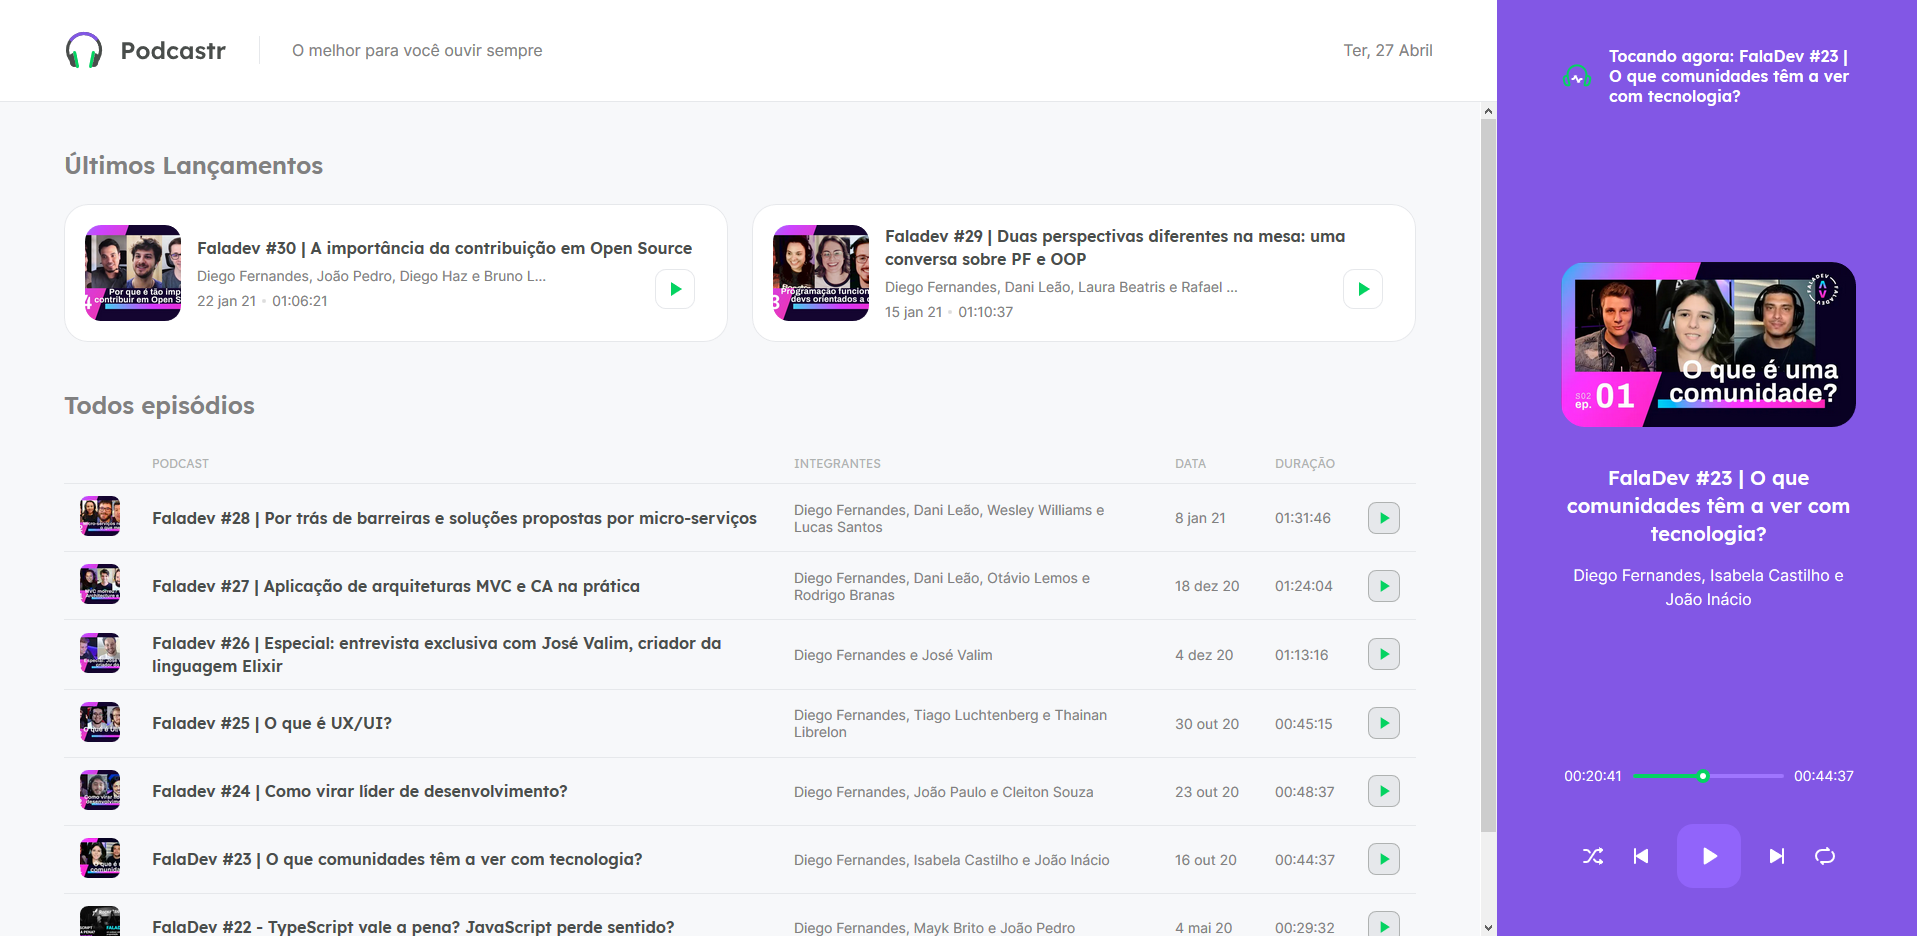 Podcastr
O melhor para você ouvir sempre
Ter, 27 Abril
Últimos Lançamentos
Faladev #30 | A importância da contribuição em Open Source
Diego Fernandes, João Pedro, Diego Haz e Bruno L...
22 jan 21 • 01:06:21
Por que é tão imp
contribuir em Open S
Faladev #29 | Duas perspectivas diferentes na mesa: uma
conversa sobre PF e OOP
Diego Fernandes, Dani Leão, Laura Beatris e Rafael ...
15 jan 21 • 01:10:37
Programação funcion
devs orientados a o
Todos episódios
PODCAST
INTEGRANTES
DATA
DURAÇÃO
Faladev #28 | Por trás de barreiras e soluções propostas por micro-serviços
Diego Fernandes, Dani Leão, Wesley Williams e
Lucas Santos
8 jan 21
01:31:46
Faladev #27 | Aplicação de arquiteturas MVC e CA na prática
Diego Fernandes, Dani Leão, Otávio Lemos e
Rodrigo Branas
18 dez 20
01:24:04
Faladev #26 | Especial: entrevista exclusiva com José Valim, criador da
linguagem Elixir
Diego Fernandes e José Valim
4 dez 20
01:13:16
Faladev #25 | O que é UX/UI?
Diego Fernandes, Tiago Luchtenberg e Thainan
Librelon
30 out 20
00:45:15
Faladev #24 | Como virar líder de desenvolvimento?
Diego Fernandes, João Paulo e Cleiton Souza
23 out 20
00:48:37
FalaDev #23 | O que comunidades têm a ver com tecnologia?
Diego Fernandes, Isabela Castilho e João Inácio
16 out 20
00:44:37
FalaDev #22 - TypeScript vale a pena? JavaScript perde sentido?
Diego Fernandes, Mayk Brito e João Pedro
4 mai 20
00:29:32
Tocando agora: FalaDev #23 |
O que comunidades têm a ver
com tecnologia?
FALADEV FALADEV
O que é uma
comunidade?
S02
ep. 01
FalaDev #23 | O que
comunidades têm a ver com
tecnologia?
Diego Fernandes, Isabela Castilho e
João Inácio
00:20:41
00:44:37